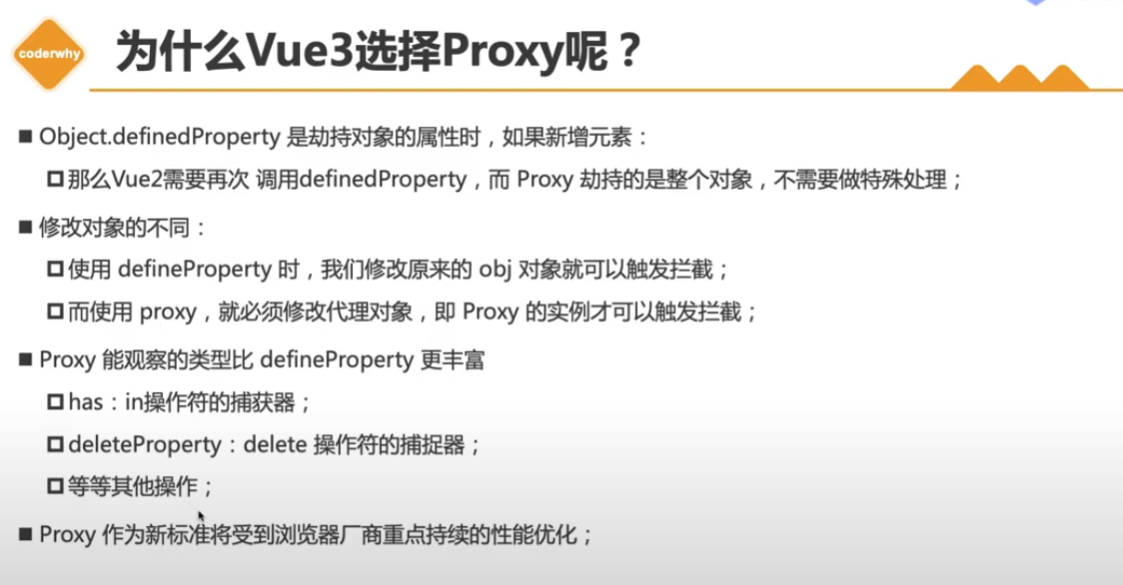 coderwhy
为什么Vue3选择Proxy呢？
■ Object.definedProperty 是劫持对象的属性时，如果新增元素：
那么Vue2需要再次 调用definedProperty，而 Proxy 劫持的是整个对象，不需要做特殊处理；
■ 修改对象的不同：
使用 defineProperty 时，我们修改原来的 obj 对象就可以触发拦截；
而使用 proxy，就必须修改代理对象，即 Proxy 的实例才可以触发拦截；
■ Proxy 能观察的类型比 defineProperty 更丰富
has：in操作符的捕获器；
deleteProperty：delete 操作符的捕捉器；
等等其他操作；
■ Proxy 作为新标准将受到浏览器厂商重点持续的性能优化；